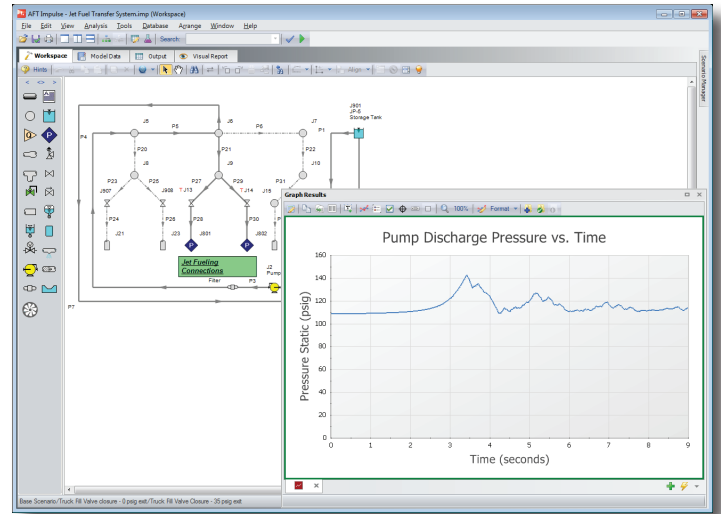 AFT Impulse - Jet Fuel Transfer System.imp (Workspace)
File Edit View Analysis Tools Database Arrange Window Help
Search:
Workspace Model Data Output Visual Report
Hints
Align
Scenario Manager
J901
JP-5
Storage Tank
J5 J6 J7
P6 P1
P4
P20 P21 P22
J8 J9 J10
P23 P25 P27 P29 P31
J907 J908 T J13 T J14 J15
P24 P26 P28 P30 P
J21 J23 J801 J802
Jet Fueling
Connections
J2
Pump
Filter P3
P7
Graph Results
100% Format
Pump Discharge Pressure vs. Time
Pressure Static (psig)
160
140
120
100
80
60
40
20
0
0 1 2 3 4 5 6 7 8 9
Time (seconds)
Base Scenario/Truck Fill Valve closure - 0 psig exit/Truck Fill Valve Closure - 35 psig exit